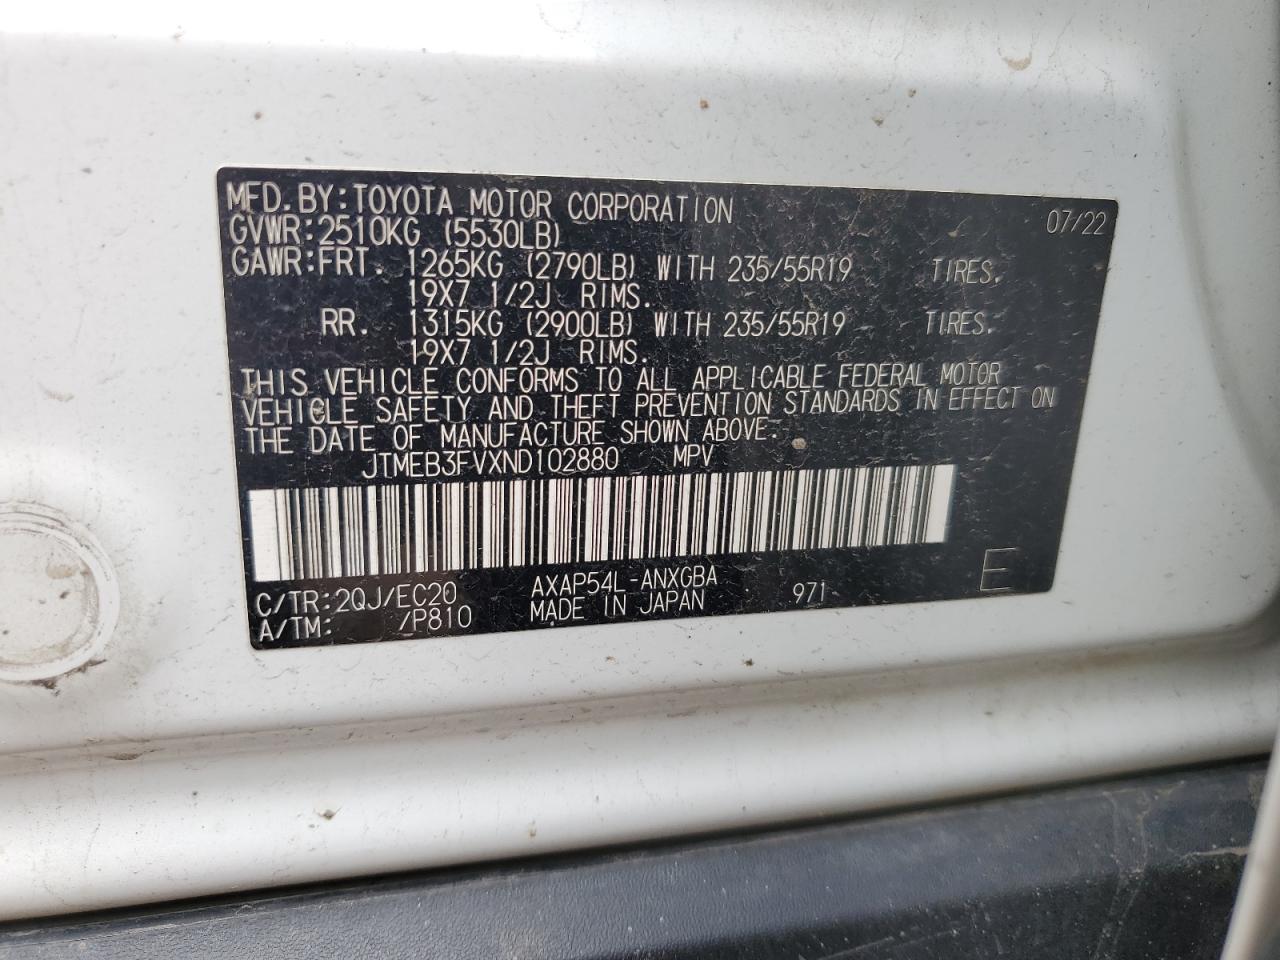 MFD. BY: TOYOTA MOTOR CORPORATION 07/22
GVWR: 2510KG (5530LB)
GAWR: FRT. 1265KG (2790LB) WITH 235/55R19 TIRES.
19X7 1/2J RIMS.
RR. 1315KG (2900LB) WITH 235/55R19 TIRES.
19X7 1/2J RIMS.
THIS VEHICLE CONFORMS TO ALL APPLICABLE FEDERAL MOTOR
VEHICLE SAFETY AND THEFT PREVENTION STANDARDS IN EFFECT ON
THE DATE OF MANUFACTURE SHOWN ABOVE.
JTMEB3FVXND102880 MPV
C/TR: 2QJ/EC20 AXAP54L-ANXGBA 971 E
A/TM: /P810 MADE IN JAPAN